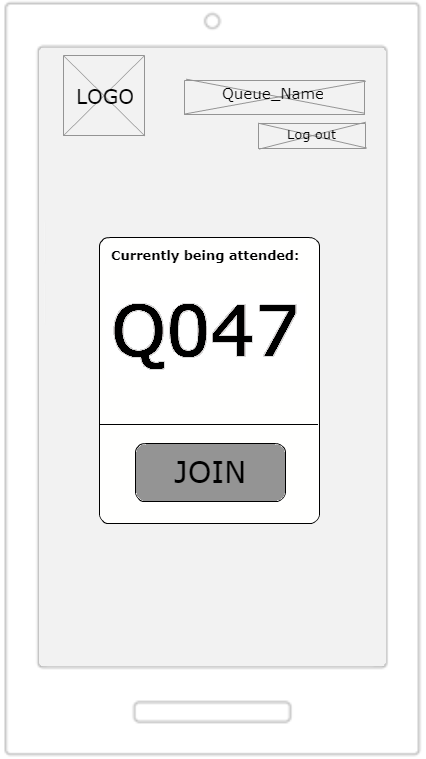 LOGO
Queue_Name
Log out
Currently being attended:
Q047
JOIN